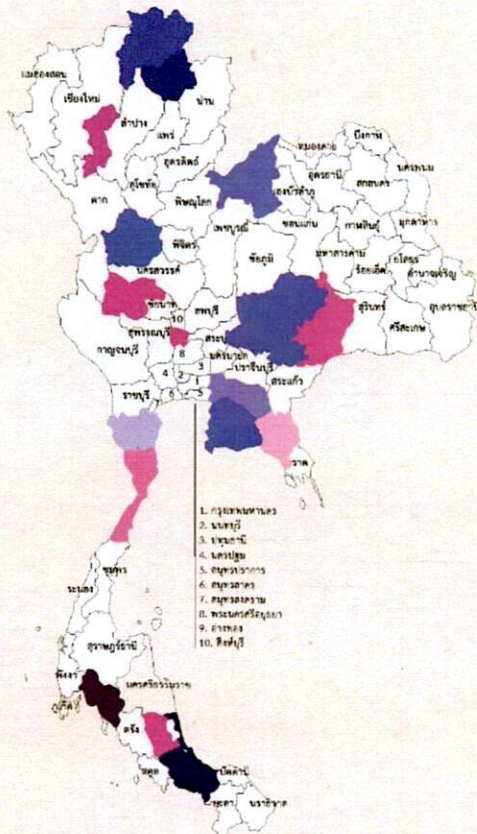 แม่ฮ่องสอน
เชียงใหม่
น่าน
ลำปาง
แพร่
อุตรดิตถ์
สุโขทัย
ตาก
พิษณุโลก
พิจิตร
เพชรบูรณ์
หนองคาย
บึงกาฬ
อุดรธานี
สกลนคร
นครพนม
องบัวลำภู
ขอนแก่น
กาฬสินธุ์
มุกดาหาร
ชัยภูมิ
มหาสารคาม
ร้อยเอ็ด
ยโสธร
อำนาจเจริญ
สุรินทร์
ศรีสะเกษ
อุบลราชธานี
นครสวรรค์
ชัยนาท
10
ลพบุรี
สุพรรณบุรี
สระบุ
กาญจนบุรี
8
นครนายก
3
ปราจีนบุรี
4
2
1
สระแก้ว
ราชบุรี
6
5
ราด
1. กรุงเทพมหานคร
2. นนทบุรี
3. ปทุมธานี
4. นครปฐม
5. สมุทรปราการ
6. สมุทรสาคร
7. สมุทรสงคราม
8. พระนครศรีอยุธยา
9. อ่างทอง
10. สิงห์บุรี
ชุมพร
ระนอง
สุราษฎร์ธานี
พังงา
นครศรีธรรมราช
ภูเก็ต
ตรัง
สตูล
ปัตตานี
ยะลา
นราธิวาส